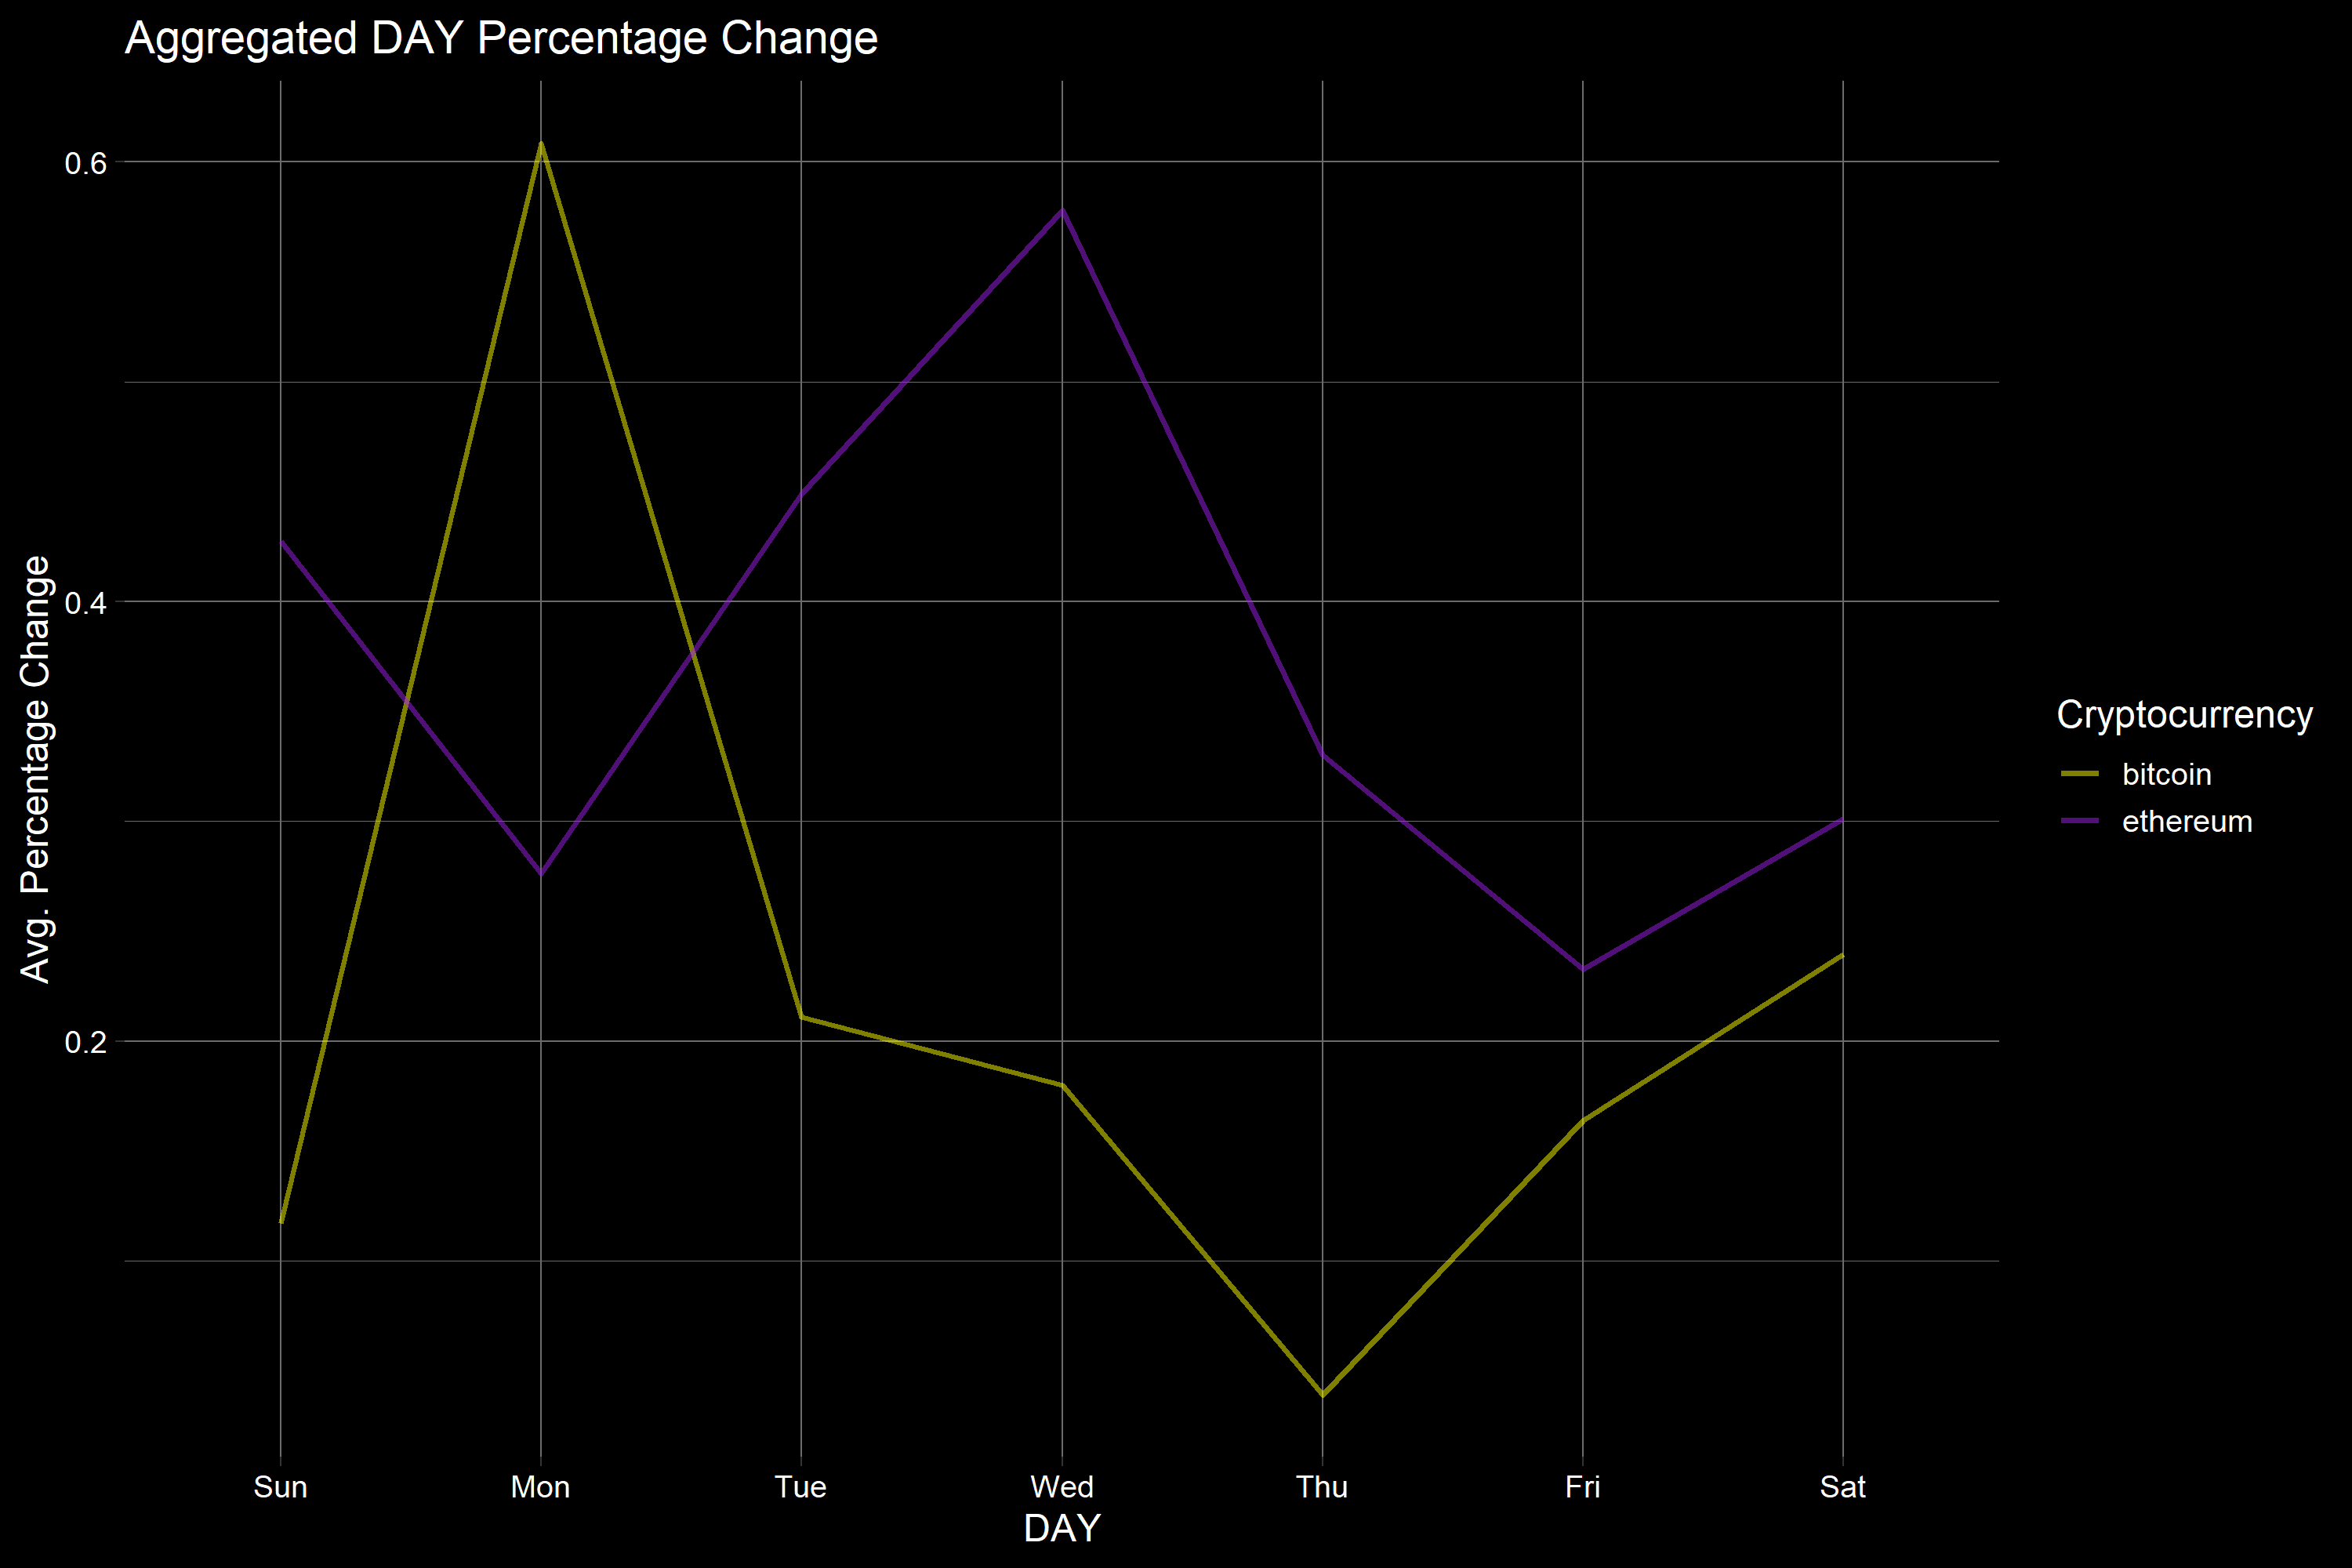 Aggregated DAY Percentage Change
Avg. Percentage Change
0.6
0.4
0.2
Sun Mon Tue Wed Thu Fri Sat
DAY
Cryptocurrency
bitcoin
ethereum